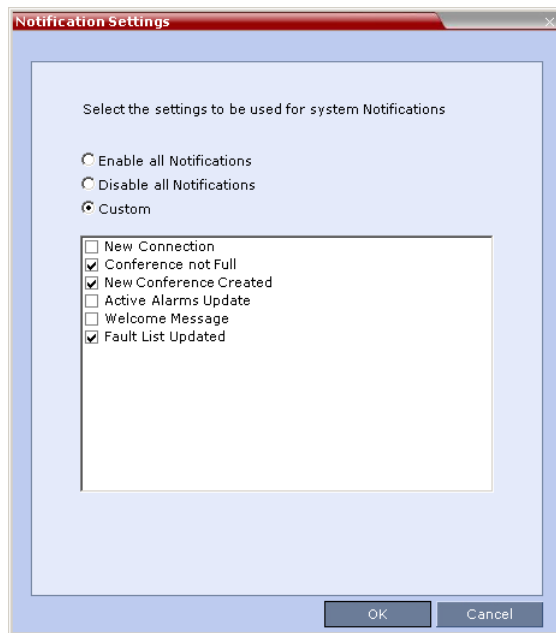 Notification Settings
Select the settings to be used for system Notifications
Enable all Notifications
Disable all Notifications
Custom
New Connection
Conference not Full
New Conference Created
Active Alarms Update
Welcome Message
Fault List Updated
OK Cancel